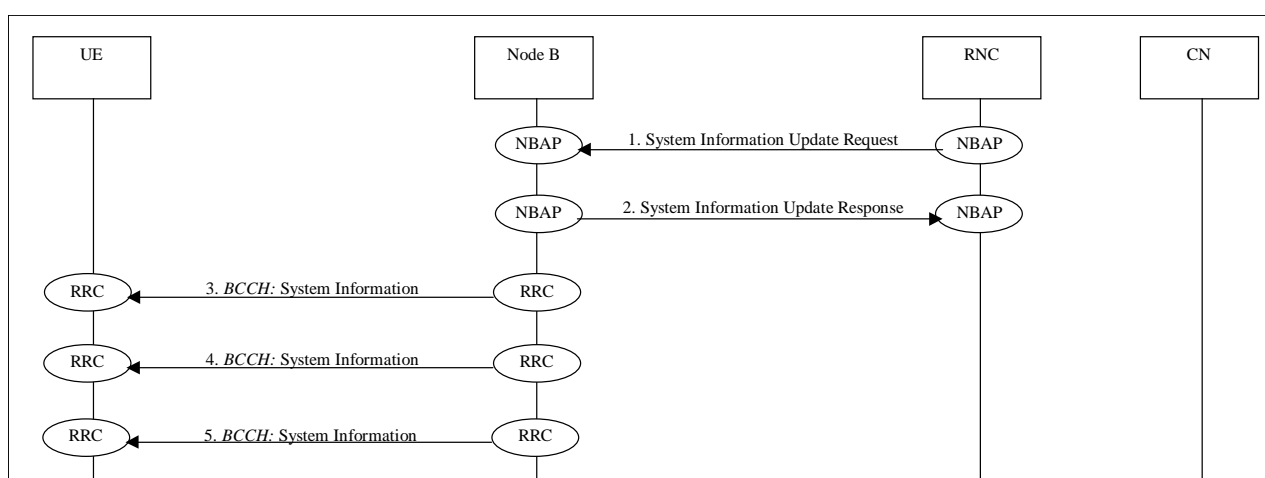 UE
Node B
RNC
CN
NBAP
1. System Information Update Request
NBAP
NBAP
2. System Information Update Response
NBAP
RRC
3. BCCH: System Information
RRC
RRC
4. BCCH: System Information
RRC
RRC
5. BCCH: System Information
RRC